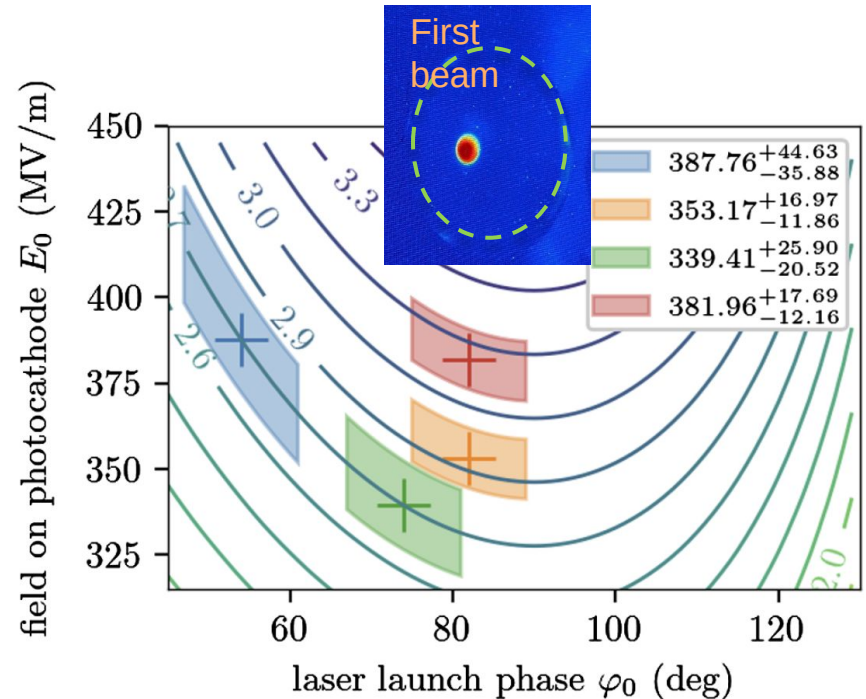 First
beam
field on photocathode E₀ (MV/m)
450
425
400
375
350
325
3.3
3.0
2.9
2.6
2.0
387.76 +44.63 −35.88
353.17 +16.97 −11.86
339.41 +25.90 −20.52
381.96 +17.69 −12.16
60 80 100 120
laser launch phase φ₀ (deg)